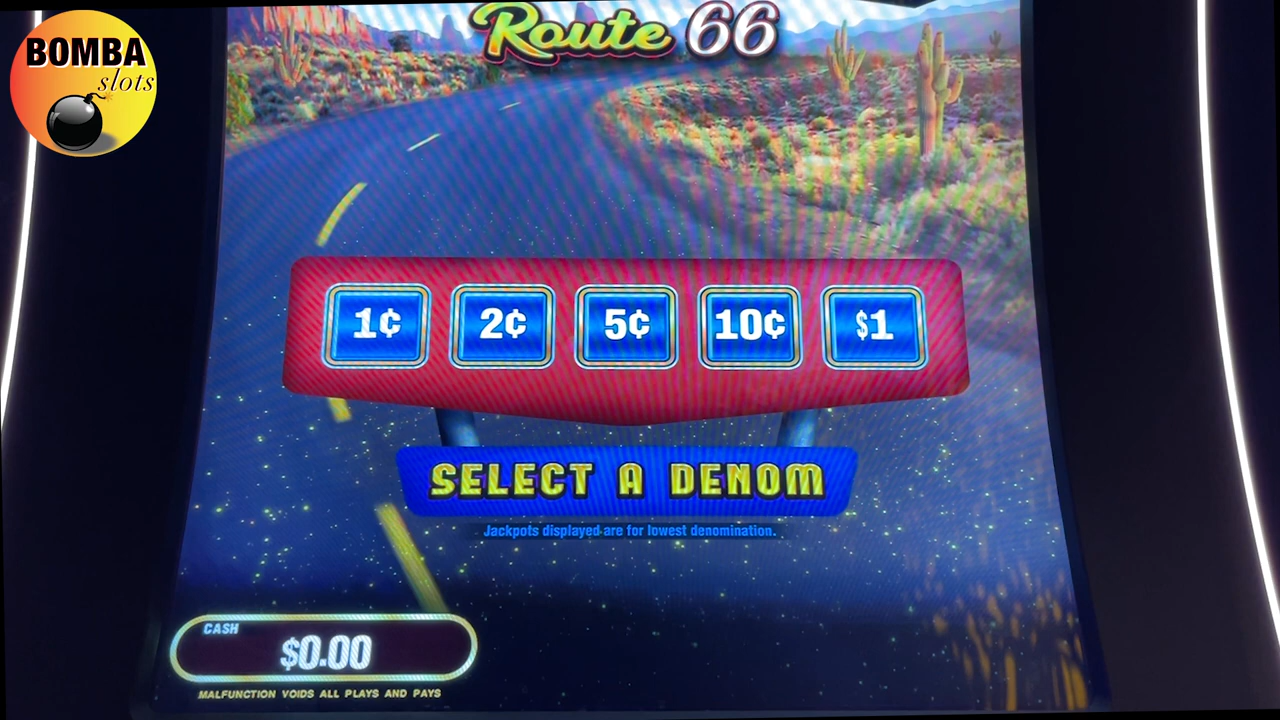 BOMBA
slots
Route 66
1¢ 2¢ 5¢ 10¢ $1
SELECT A DENOM
Jackpots displayed are for lowest denomination.
CASH
$0.00
MALFUNCTION VOIDS ALL PLAYS AND PAYS